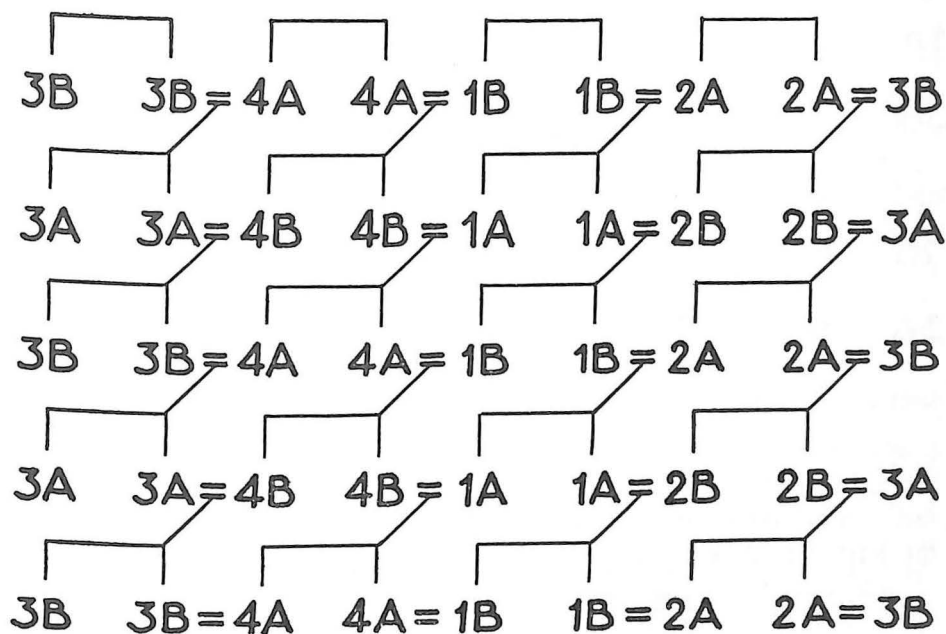 3B 3B = 4A 4A = 1B 1B = 2A 2A = 3B
3A 3A = 4B 4B = 1A 1A = 2B 2B = 3A
3B 3B = 4A 4A = 1B 1B = 2A 2A = 3B
3A 3A = 4B 4B = 1A 1A = 2B 2B = 3A
3B 3B = 4A 4A = 1B 1B = 2A 2A = 3B